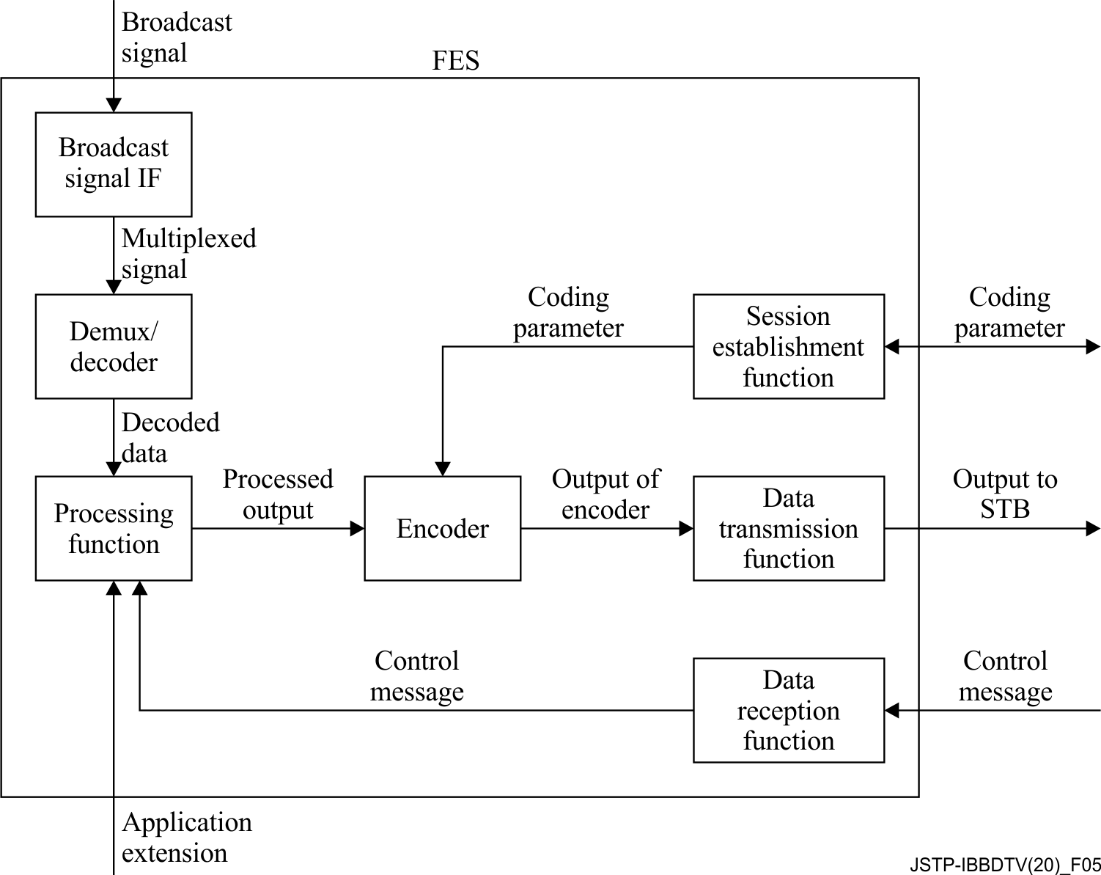 Broadcast
signal
FES
Broadcast
signal IF
Multiplexed
signal
Demux/
decoder
Coding
parameter
Session
establishment
function
Coding
parameter
Decoded
data
Processing
function
Processed
output
Encoder
Output of
encoder
Data
transmission
function
Output to
STB
Control
message
Data
reception
function
Control
message
Application
extension
JSTP-IBBDTV(20)_F05